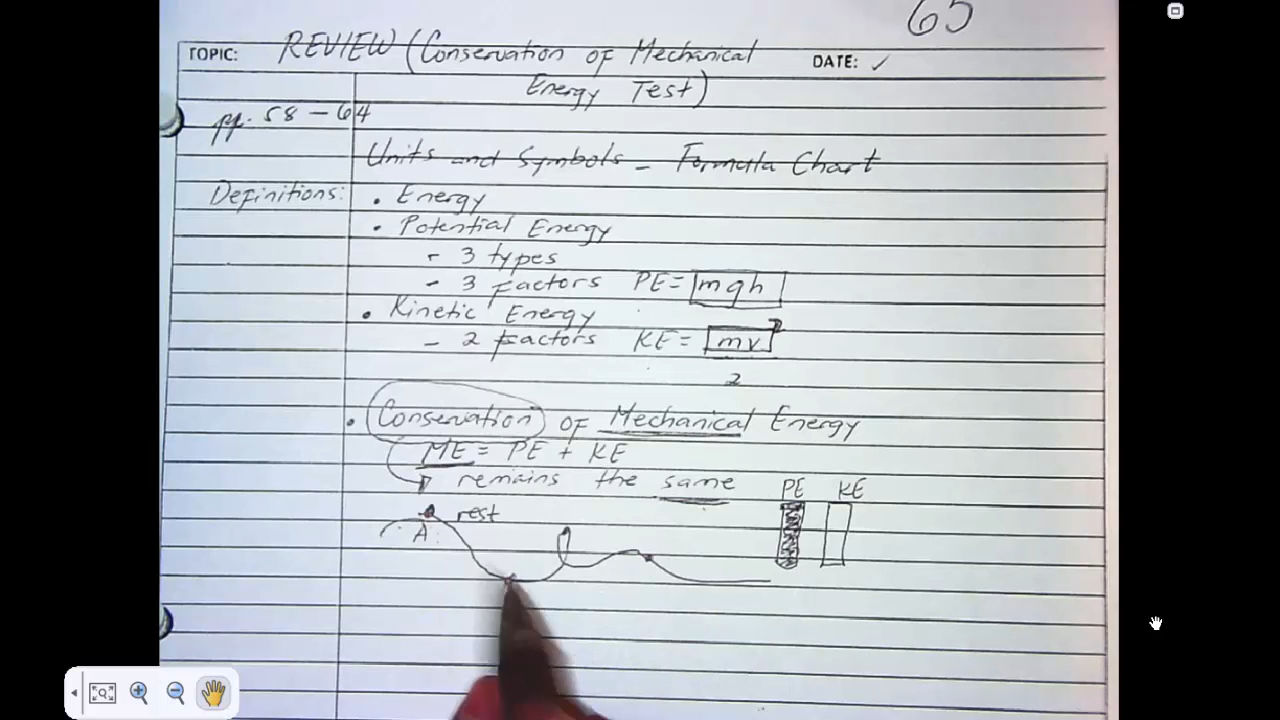 65
TOPIC: REVIEW (Conservation of Mechanical DATE: ✓
Energy Test)
pp. 58 - 64
Units and Symbols - Formula Chart
Definitions: • Energy
• Potential Energy
- 3 types
- 3 factors PE = mgh
• Kinetic Energy
- 2 factors KE = mv²
2
• Conservation of Mechanical Energy
ME = PE + KE
remains the same PE KE
rest
A